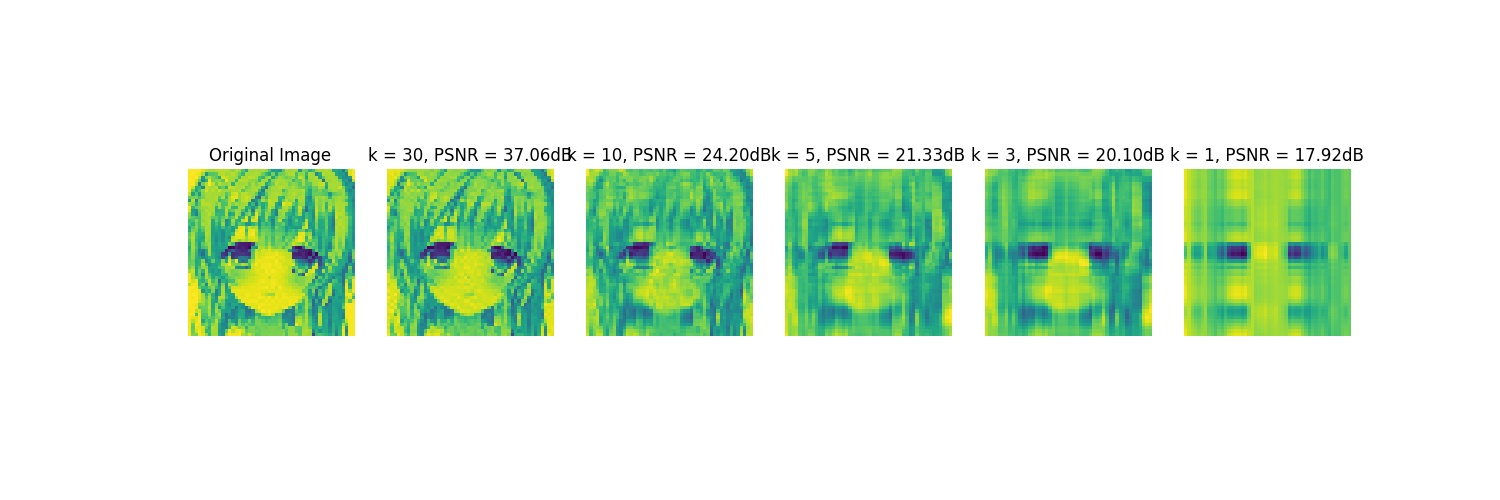 Original Image
k = 30, PSNR = 37.06dB
k = 10, PSNR = 24.20dB
k = 5, PSNR = 21.33dB
k = 3, PSNR = 20.10dB
k = 1, PSNR = 17.92dB